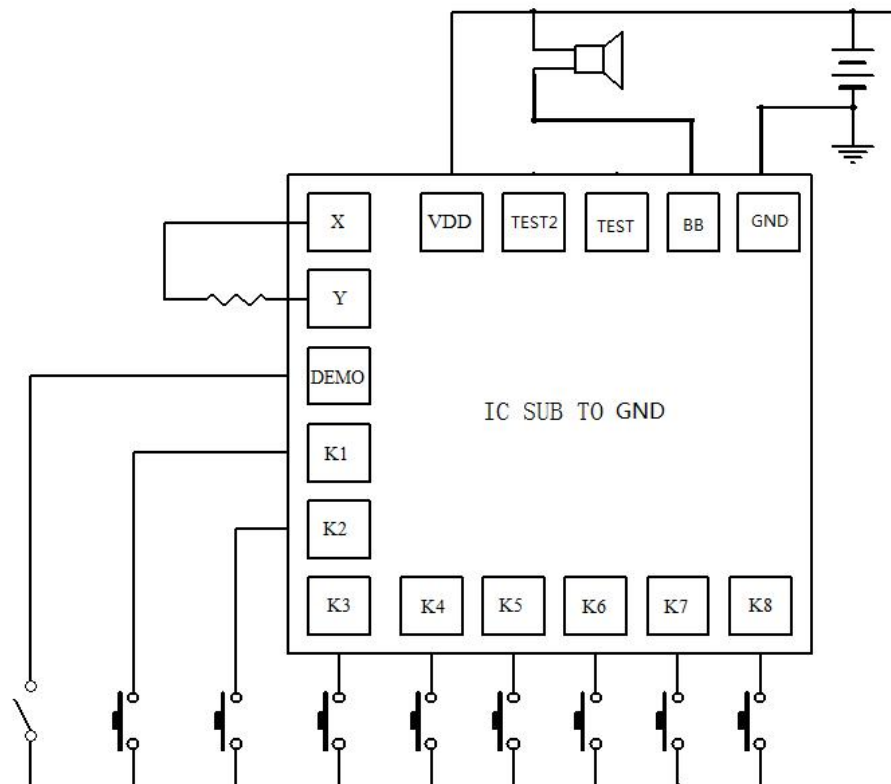 X
VDD
TEST2
TEST
BB
GND
Y
DEMO
IC SUB TO GND
K1
K2
K3
K4
K5
K6
K7
K8